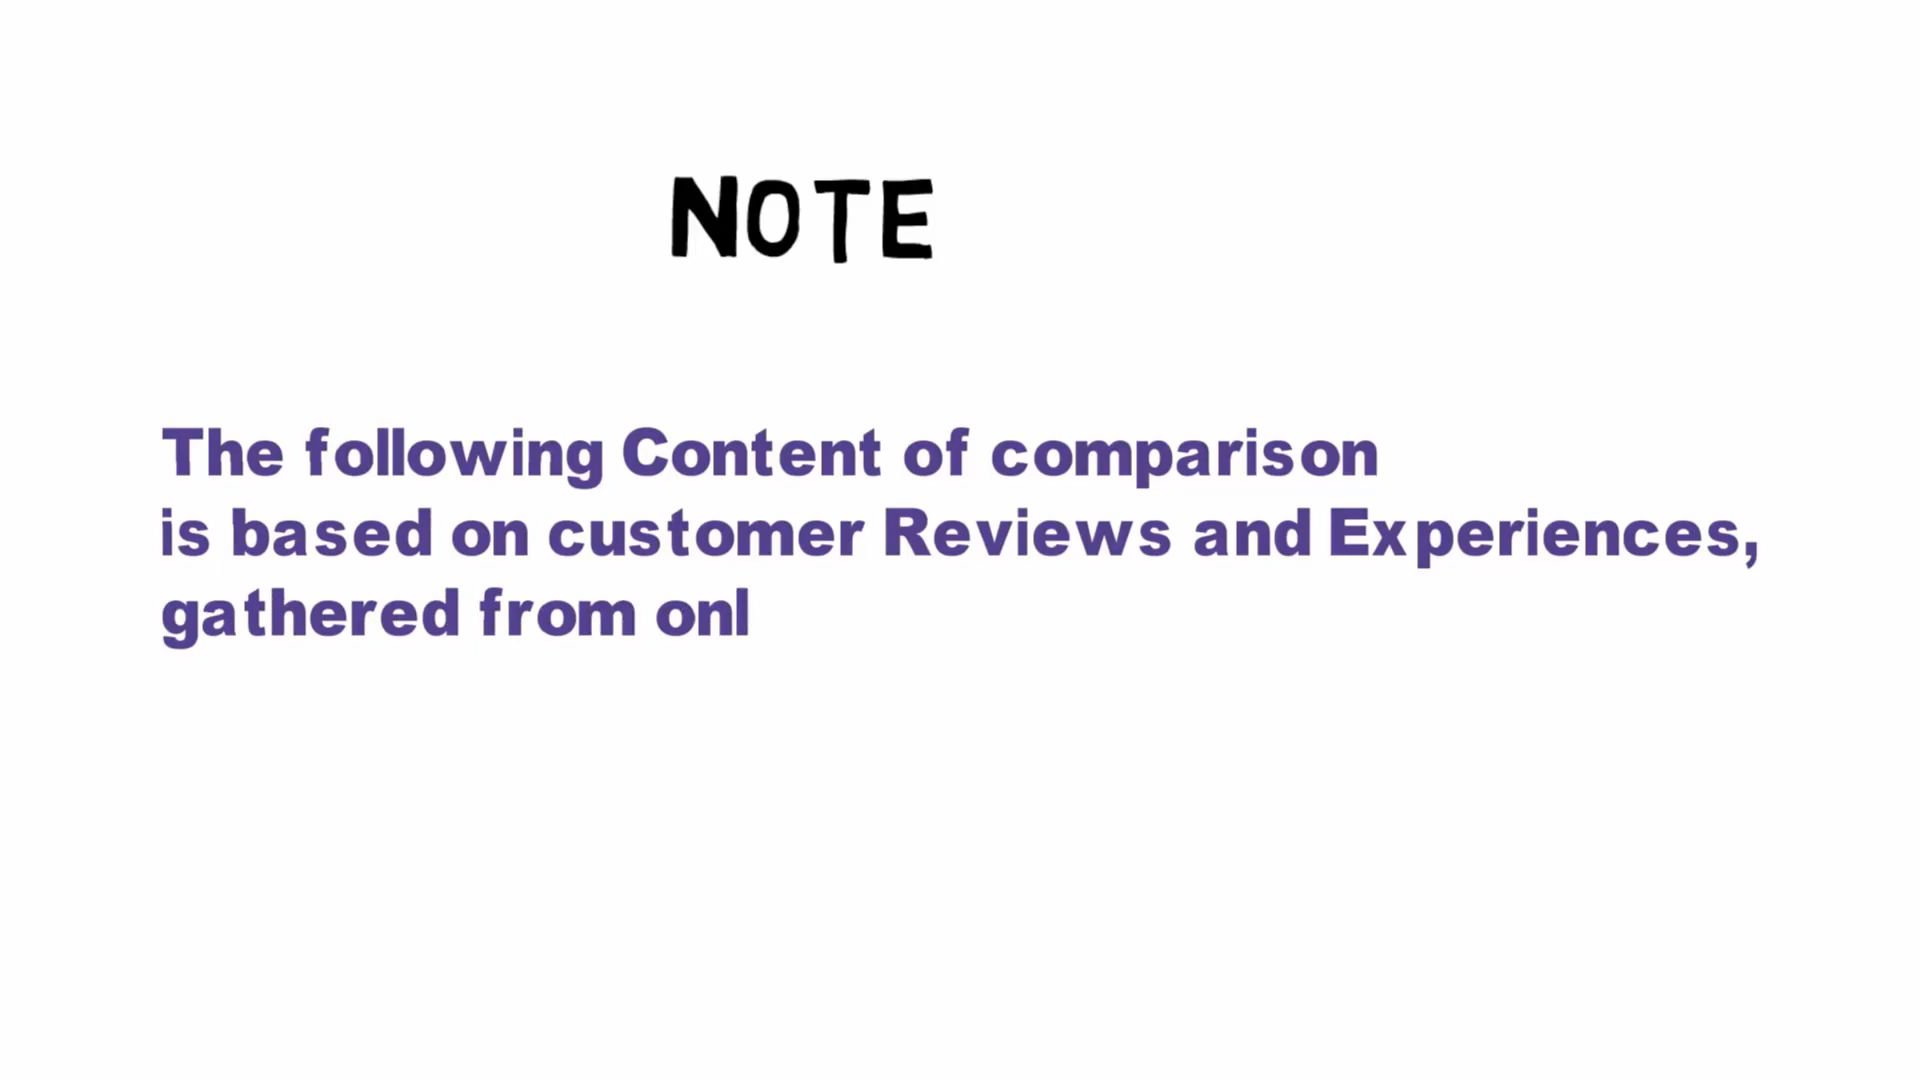 NOTE
The following Content of comparison
is based on customer Reviews and Experiences,
gathered from onl